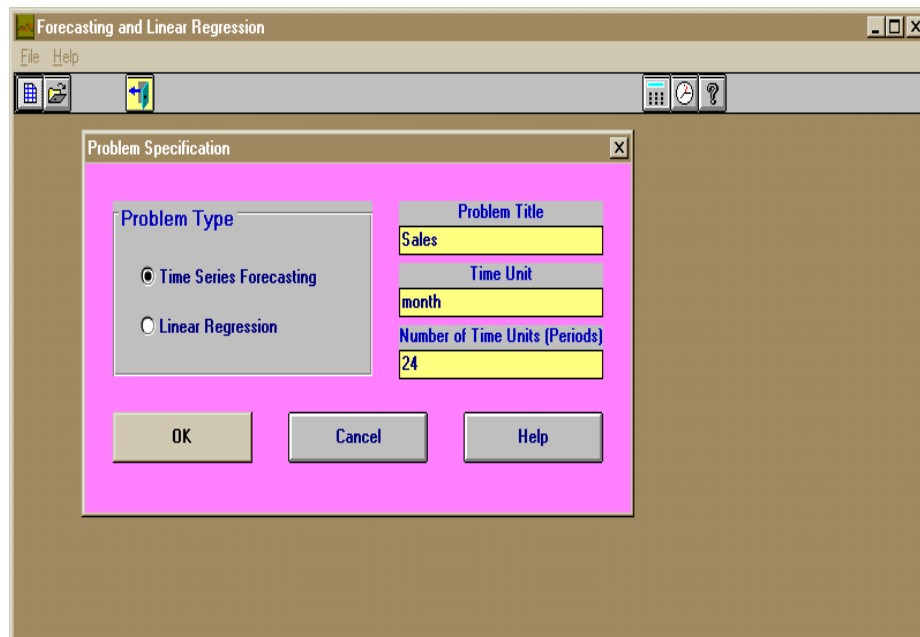 Forecasting and Linear Regression
File Help
Problem Specification
Problem Type
Time Series Forecasting
Linear Regression
Problem Title
Sales
Time Unit
month
Number of Time Units (Periods)
24
OK Cancel Help